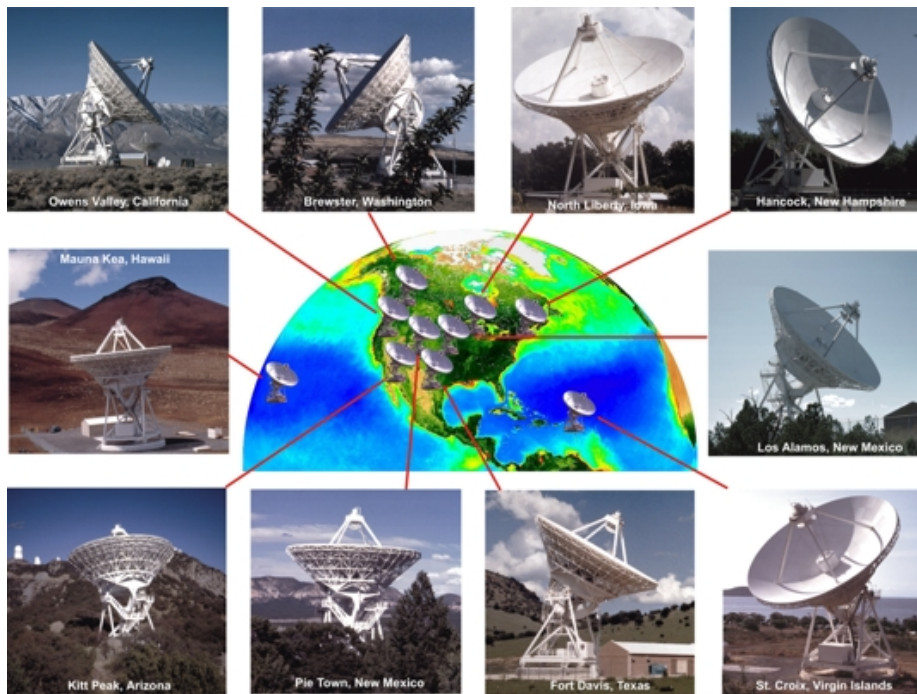 Owens Valley, California
Brewster, Washington
North Liberty, Iowa
Hancock, New Hampshire
Mauna Kea, Hawaii
Los Alamos, New Mexico
Kitt Peak, Arizona
Pie Town, New Mexico
Fort Davis, Texas
St. Croix, Virgin Islands